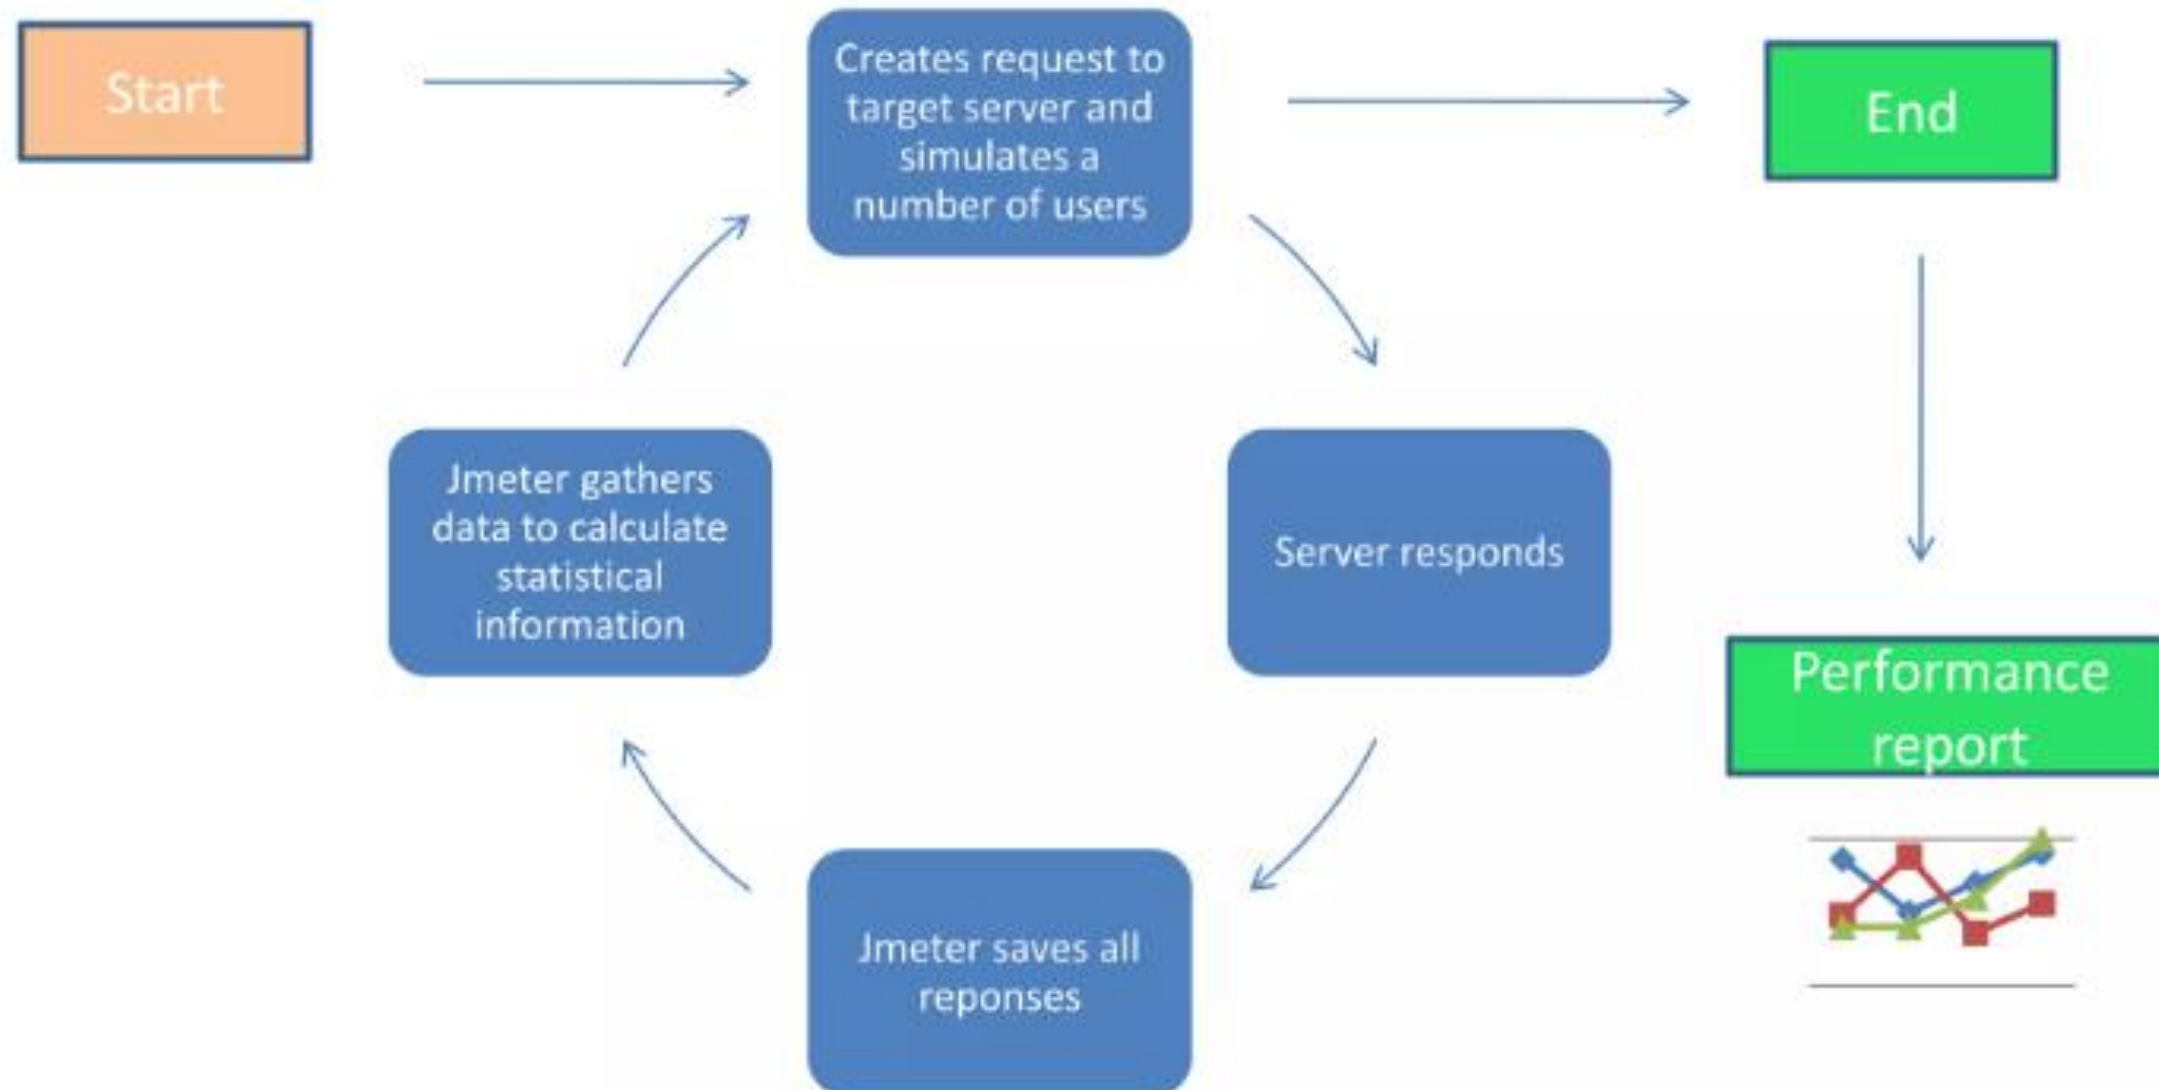 Start
Creates request to
target server and
simulates a
number of users
End
Jmeter gathers
data to calculate
statistical
information
Server responds
Performance
report
Jmeter saves all
reponses